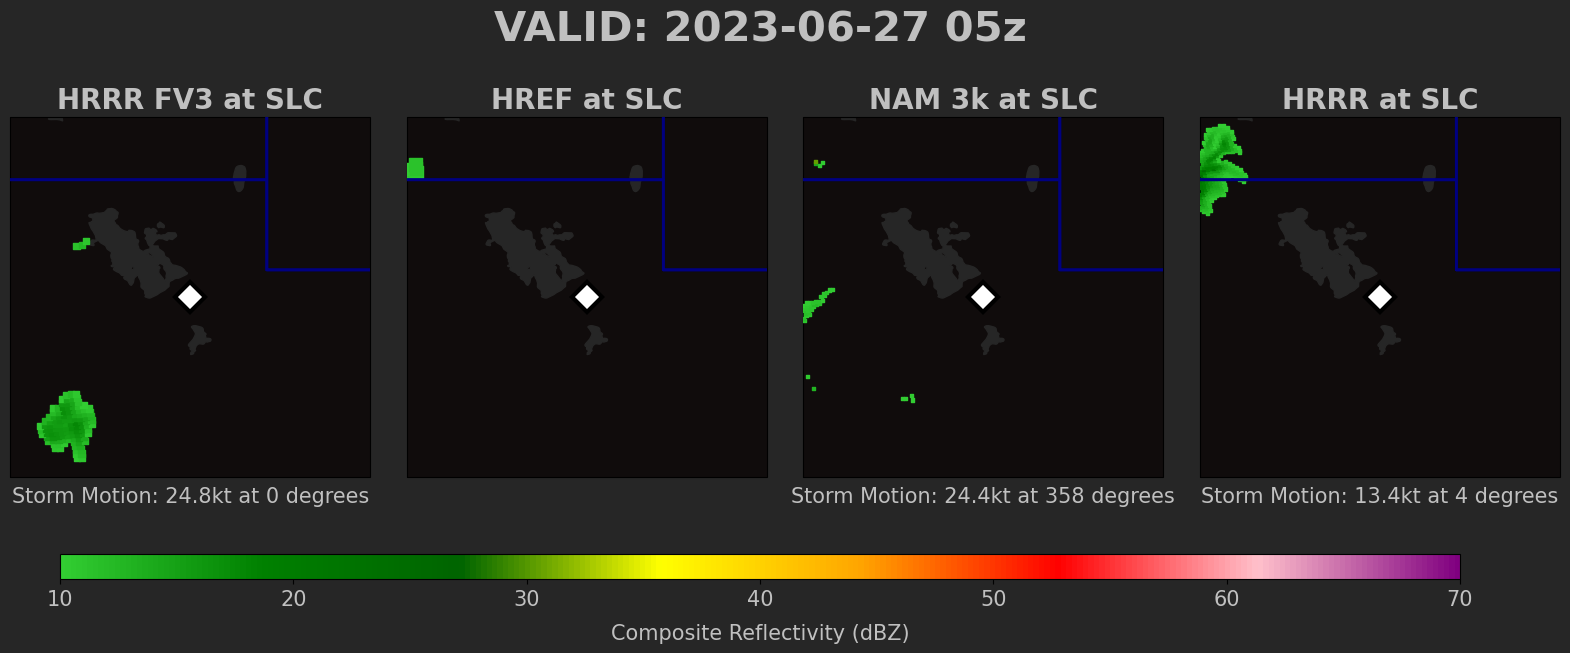 VALID: 2023-06-27 05z
HRRR FV3 at SLC
HREF at SLC
NAM 3k at SLC
HRRR at SLC
Storm Motion: 24.8kt at 0 degrees
Storm Motion: 24.4kt at 358 degrees
Storm Motion: 13.4kt at 4 degrees
10 20 30 40 50 60 70
Composite Reflectivity (dBZ)